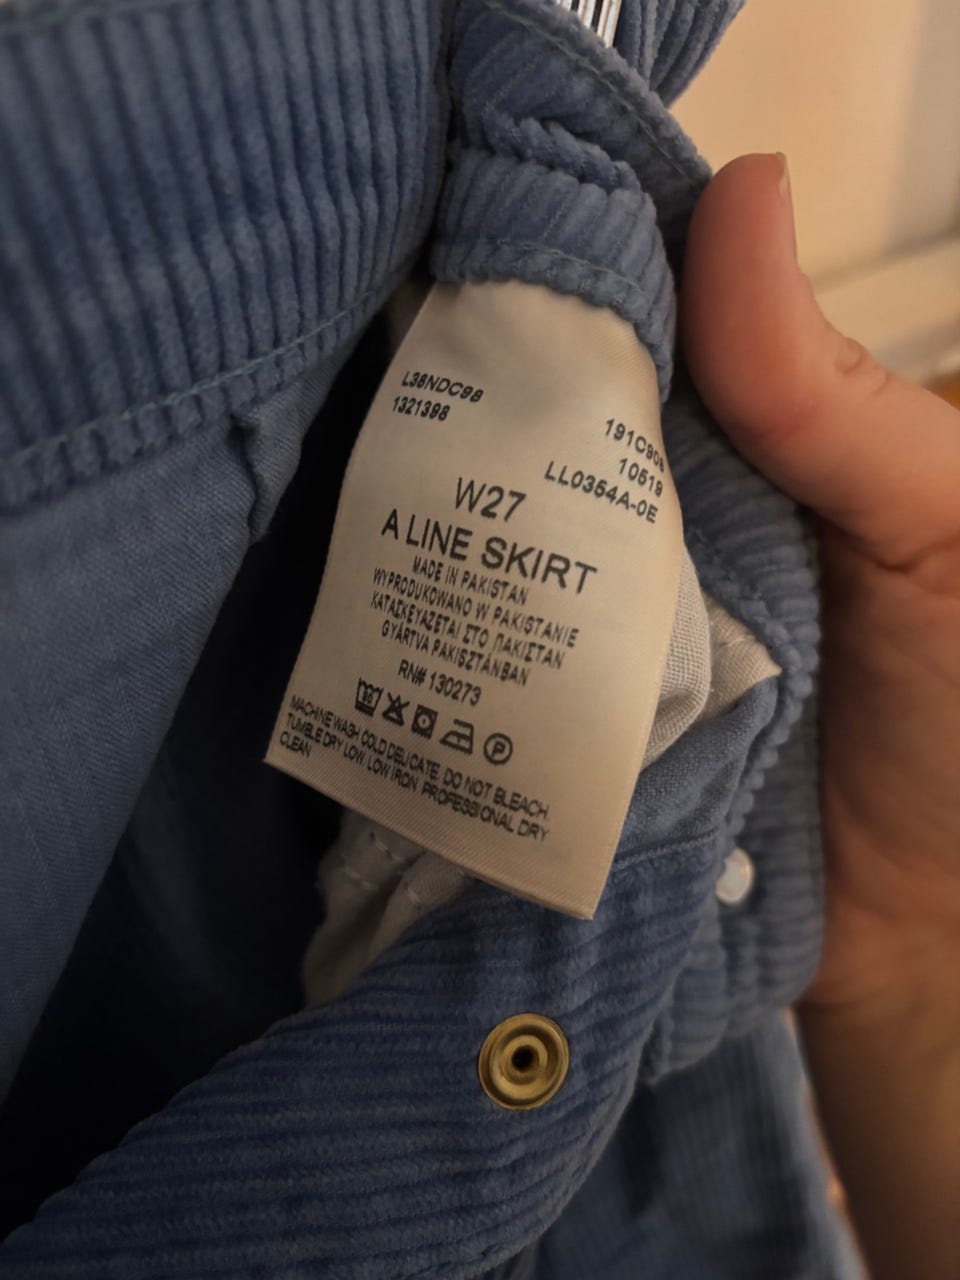 L38NDC98
1321398
191C908
10519
LL0354A-0E
W27
A LINE SKIRT
MADE IN PAKISTAN
WYPRODUKOWANO W PAKISTANIE
ΚΑΤΑΣΚΕΥΑΖΕΤΑΙ ΣΤΟ ΠΑΚΙΣΤΑΝ
GYÁRTVA PAKISZTÁNBAN
RN# 130273
30
P
MACHINE WASH COLD DELICATE. DO NOT BLEACH.
TUMBLE DRY LOW. LOW IRON. PROFESSIONAL DRY
CLEAN